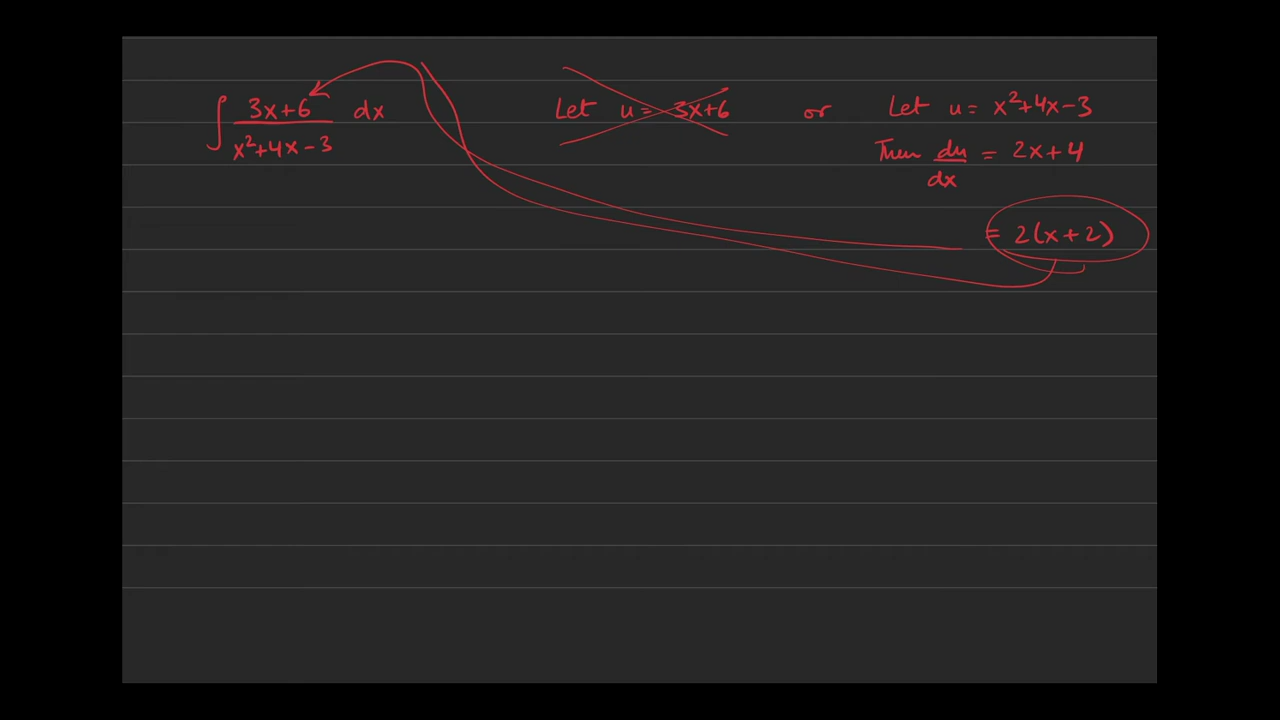 ∫ (3x+6)/(x²+4x-3) dx Let u = 3x+6 or Let u = x²+4x-3
Then du/dx = 2x+4
= 2(x+2)